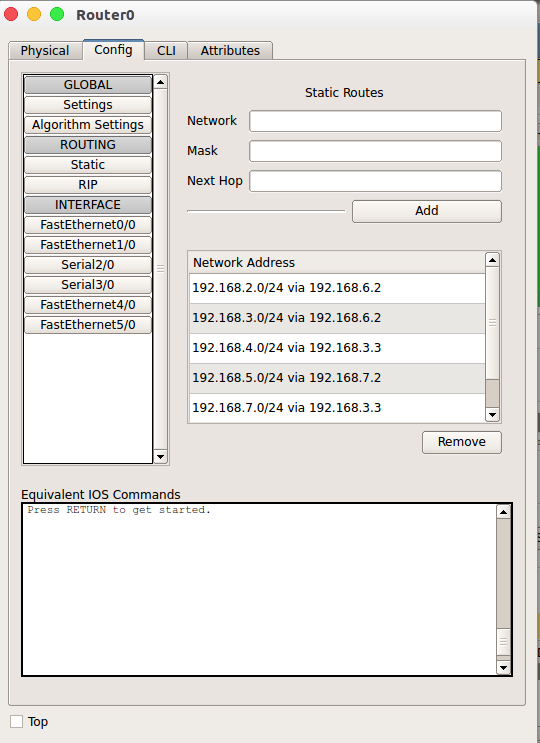 Router0
Physical
Config
CLI
Attributes
GLOBAL
Settings
Algorithm Settings
ROUTING
Static
RIP
INTERFACE
FastEthernet0/0
FastEthernet1/0
Serial2/0
Serial3/0
FastEthernet4/0
FastEthernet5/0
Static Routes
Network
Mask
Next Hop
Add
Network Address
192.168.2.0/24 via 192.168.6.2
192.168.3.0/24 via 192.168.6.2
192.168.4.0/24 via 192.168.3.3
192.168.5.0/24 via 192.168.7.2
192.168.7.0/24 via 192.168.3.3
Remove
Equivalent IOS Commands
Press RETURN to get started.
Top